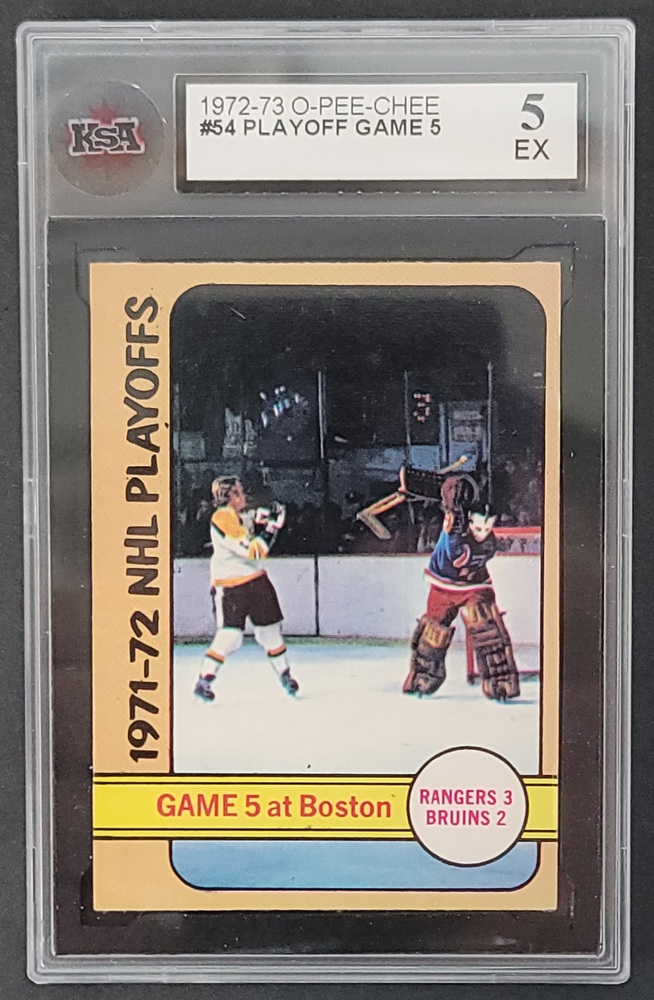 KSA
1972-73 O-PEE-CHEE
#54 PLAYOFF GAME 5
5
EX
1971-72 NHL PLAYOFFS
GAME 5 at Boston
RANGERS 3
BRUINS 2